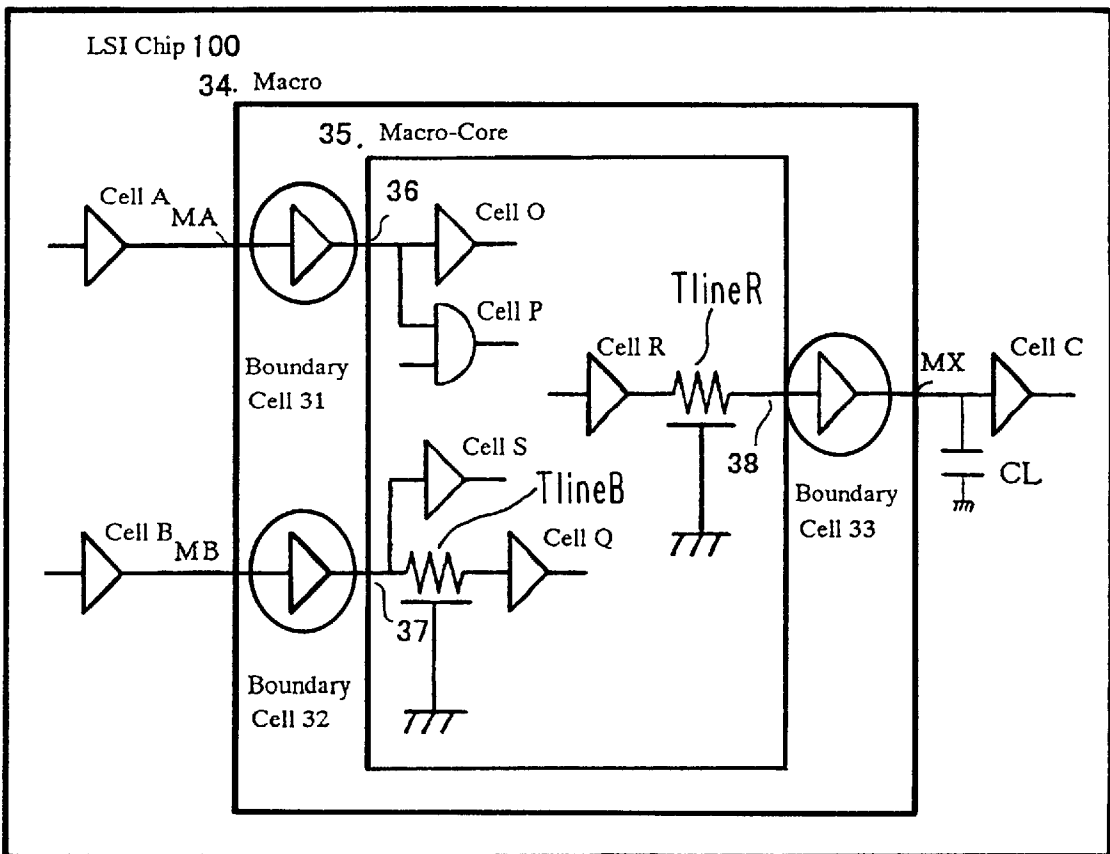 LSI Chip 100
34. Macro
35. Macro-Core
36
Cell A
MA
Cell O
Cell P
TlineR
Boundary
Cell 31
Cell R
38
MX
Cell C
CL
Boundary
Cell 33
Cell S
TlineB
Cell Q
Cell B
MB
37
Boundary
Cell 32